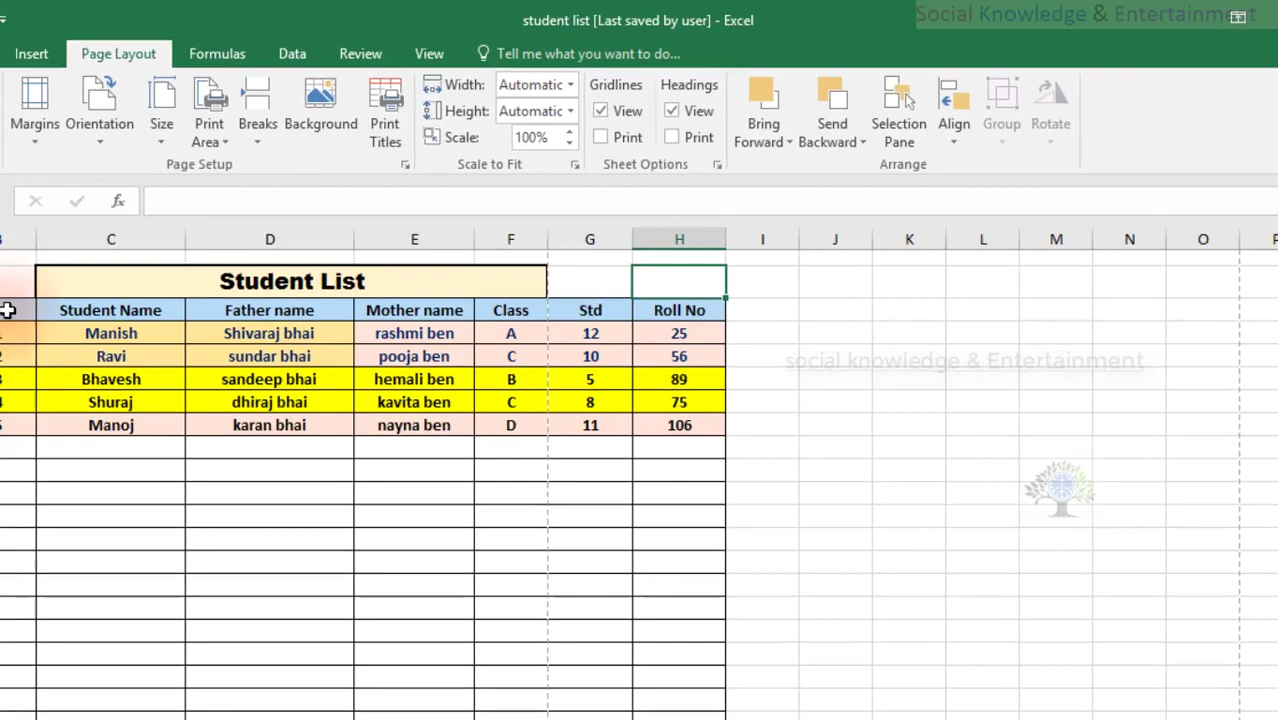 student list [Last saved by user] - Excel
Social Knowledge & Entertainment
Insert Page Layout Formulas Data Review View Tell me what you want to do...
Margins Orientation Size Print Area Breaks Background Print Titles
Width: Automatic
Height: Automatic
Scale: 100%
Gridlines Headings
View View
Print Print
Bring Forward Send Backward Selection Pane Align Group Rotate
Page Setup Scale to Fit Sheet Options Arrange
fx
C D E F G H I J K L M N O
Student List
Student Name Father name Mother name Class Std Roll No
Manish Shivaraj bhai rashmi ben A 12 25
2 Ravi sundar bhai pooja ben C 10 56
3 Bhavesh sandeep bhai hemali ben B 5 89
4 Shuraj dhiraj bhai kavita ben C 8 75
5 Manoj karan bhai nayna ben D 11 106
social knowledge & Entertainment